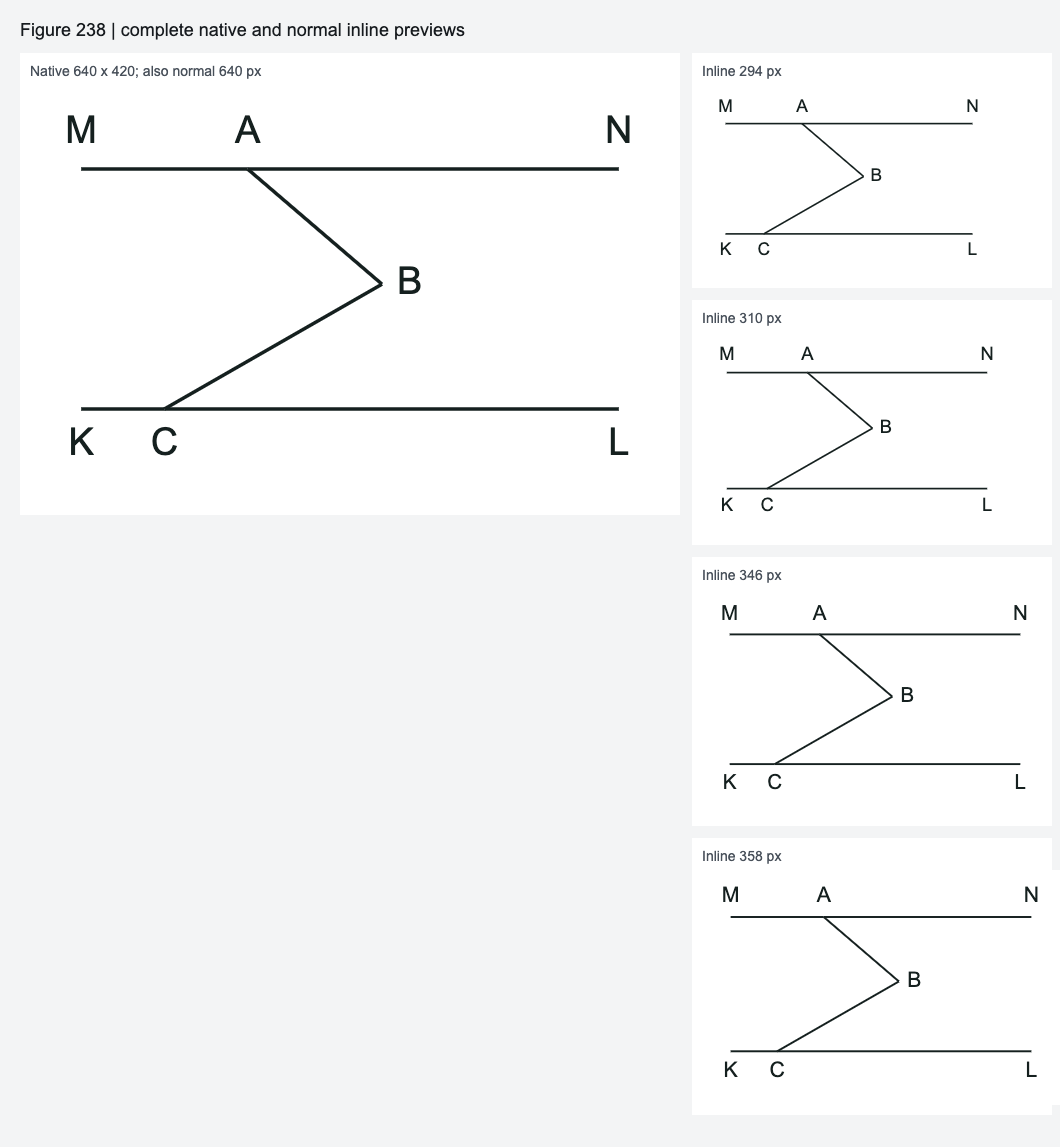 Figure 238 | complete native and normal inline previews
Native 640 x 420; also normal 640 px
M A N
B
K C L
Inline 294 px
M A N
B
K C L
Inline 310 px
M A N
B
K C L
Inline 346 px
M A N
B
K C L
Inline 358 px
M A N
B
K C L